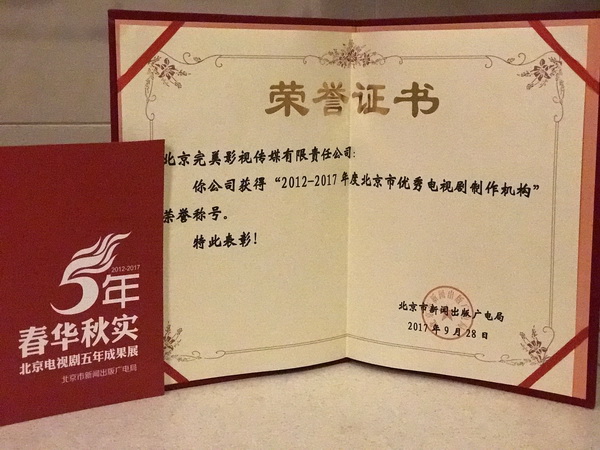 荣誉证书
北京完美影视传媒有限责任公司:
你公司获得“2012-2017年度北京市优秀电视剧制作机构”
荣誉称号。
特此表彰!
北京市新闻出版广电局
2017年9月28日
2012-2017
5年
春华秋实
北京电视剧五年成果展
北京市新闻出版广电局